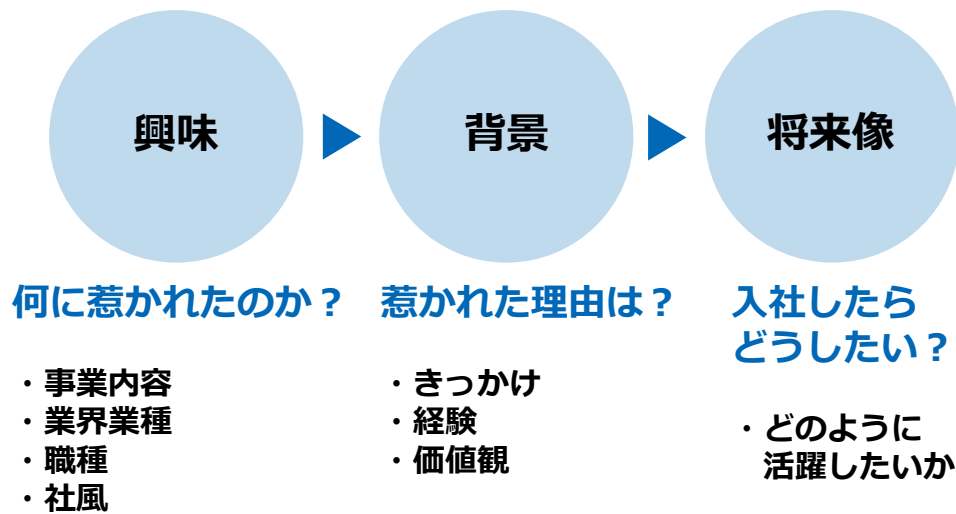 興味
背景
将来像
何に惹かれたのか？
・事業内容
・業界業種
・職種
・社風
惹かれた理由は？
・きっかけ
・経験
・価値観
入社したら
どうしたい？
・どのように
活躍したいか